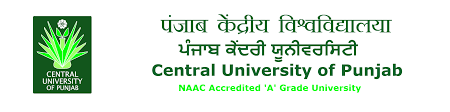 CENTRAL
UNIVERSITY
OF PUNJAB
पंजाब केंद्रीय विश्वविद्यालया
ਪੰਜਾਬ ਕੇਂਦਰੀ ਯੂਨੀਵਰਸਿਟੀ
Central University of Punjab
NAAC Accredited 'A' Grade University